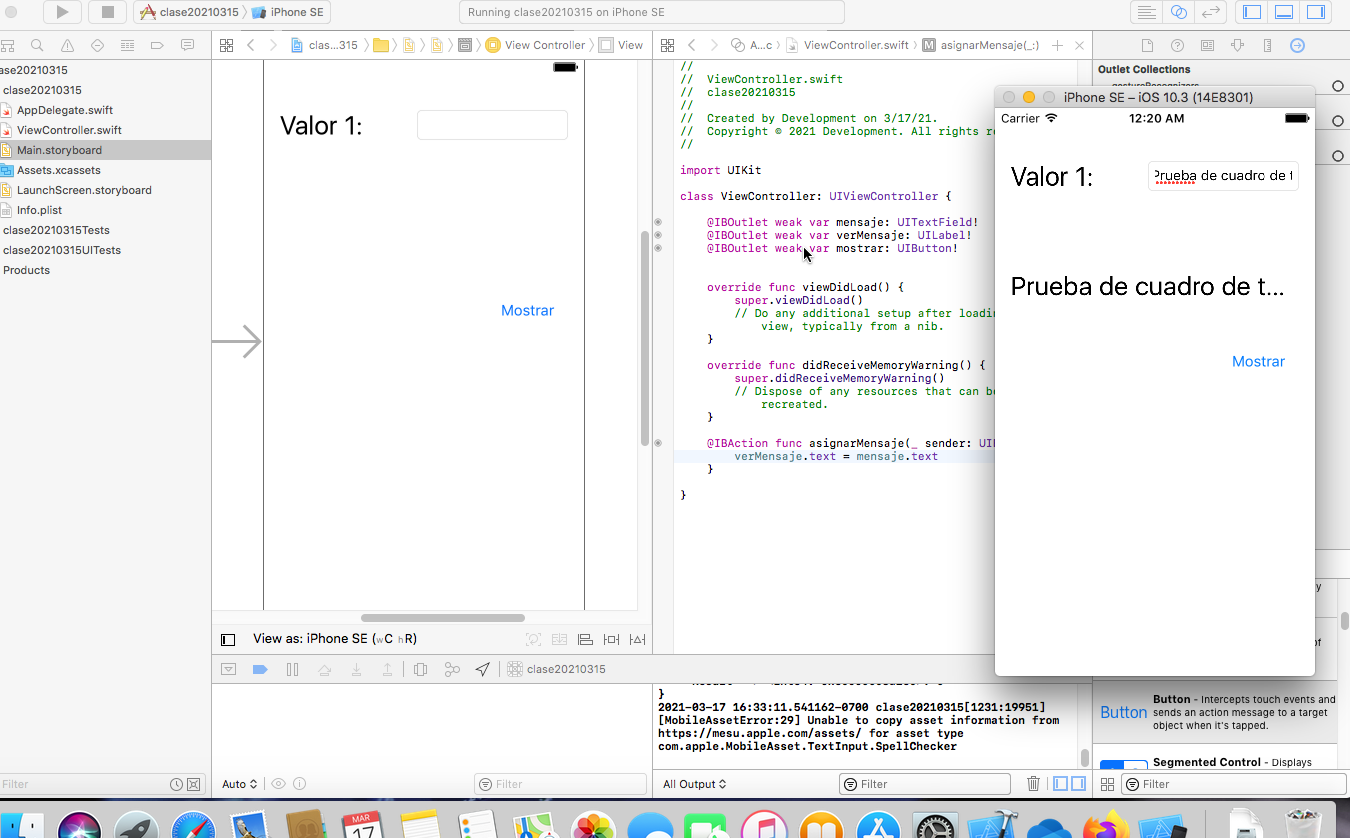 clase20210315 iPhone SE
Running clase20210315 on iPhone SE
clas...315 View Controller View
A...c ViewController.swift asignarMensaje(_:)
ase20210315
clase20210315
AppDelegate.swift
ViewController.swift
Main.storyboard
Assets.xcassets
LaunchScreen.storyboard
Info.plist
clase20210315Tests
clase20210315UITests
Products
Filter
Valor 1:
Mostrar
View as: iPhone SE (wC hR)
//
//  ViewController.swift
//  clase20210315
//
//  Created by Development on 3/17/21.
//  Copyright © 2021 Development. All rights re
//
import UIKit
class ViewController: UIViewController {
@IBOutlet weak var mensaje: UITextField!
@IBOutlet weak var verMensaje: UILabel!
@IBOutlet weak var mostrar: UIButton!
override func viewDidLoad() {
super.viewDidLoad()
// Do any additional setup after loadin
view, typically from a nib.
}
override func didReceiveMemoryWarning() {
super.didReceiveMemoryWarning()
// Dispose of any resources that can be
recreated.
}
@IBAction func asignarMensaje(_ sender: UI
verMensaje.text = mensaje.text
}
}
Outlet Collections
iPhone SE – iOS 10.3 (14E8301)
Carrier 12:20 AM
Valor 1: Prueba de cuadro de t
Prueba de cuadro de t...
Mostrar
clase20210315
}
2021-03-17 16:33:11.541162-0700 clase20210315[1231:19951]
[MobileAssetError:29] Unable to copy asset information from
https://mesu.apple.com/assets/ for asset type
com.apple.MobileAsset.TextInput.SpellChecker
Auto Filter
All Output Filter
Button Button - Intercepts touch events and
sends an action message to a target
object when it's tapped.
Segmented Control - Displays
Filter
MAR
17